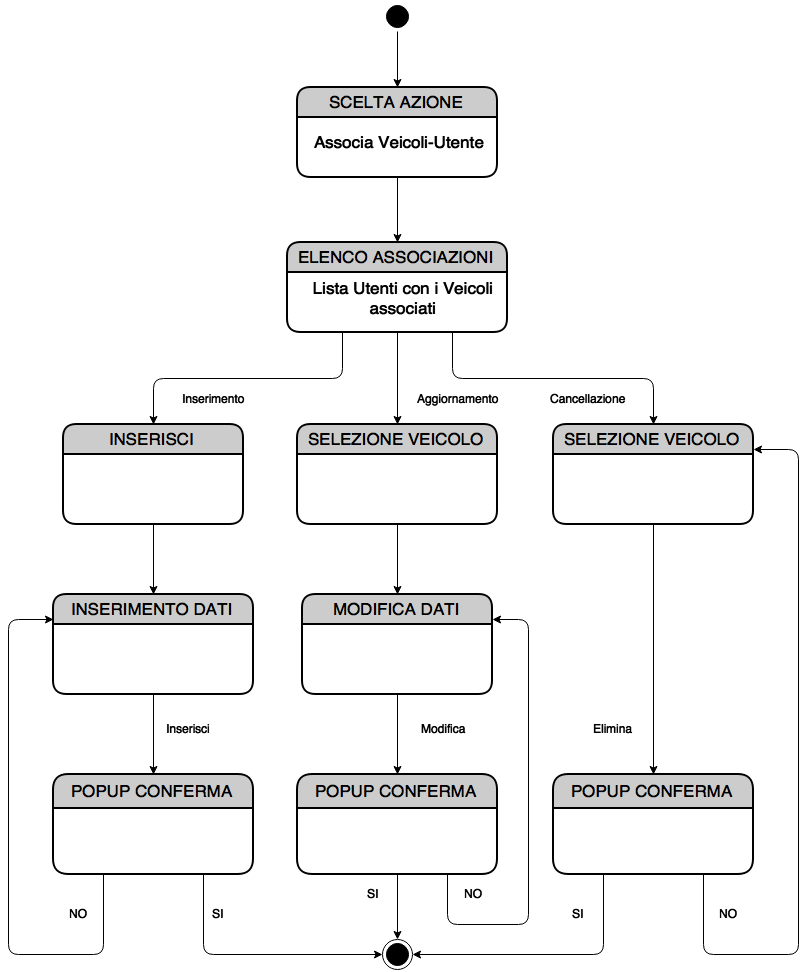 SCELTA AZIONE
Associa Veicoli-Utente
ELENCO ASSOCIAZIONI
Lista Utenti con i Veicoli
associati
Inserimento
Aggiornamento
Cancellazione
INSERISCI
SELEZIONE VEICOLO
SELEZIONE VEICOLO
INSERIMENTO DATI
MODIFICA DATI
Inserisci
Modifica
Elimina
POPUP CONFERMA
POPUP CONFERMA
POPUP CONFERMA
NO
SI
SI
NO
SI
NO